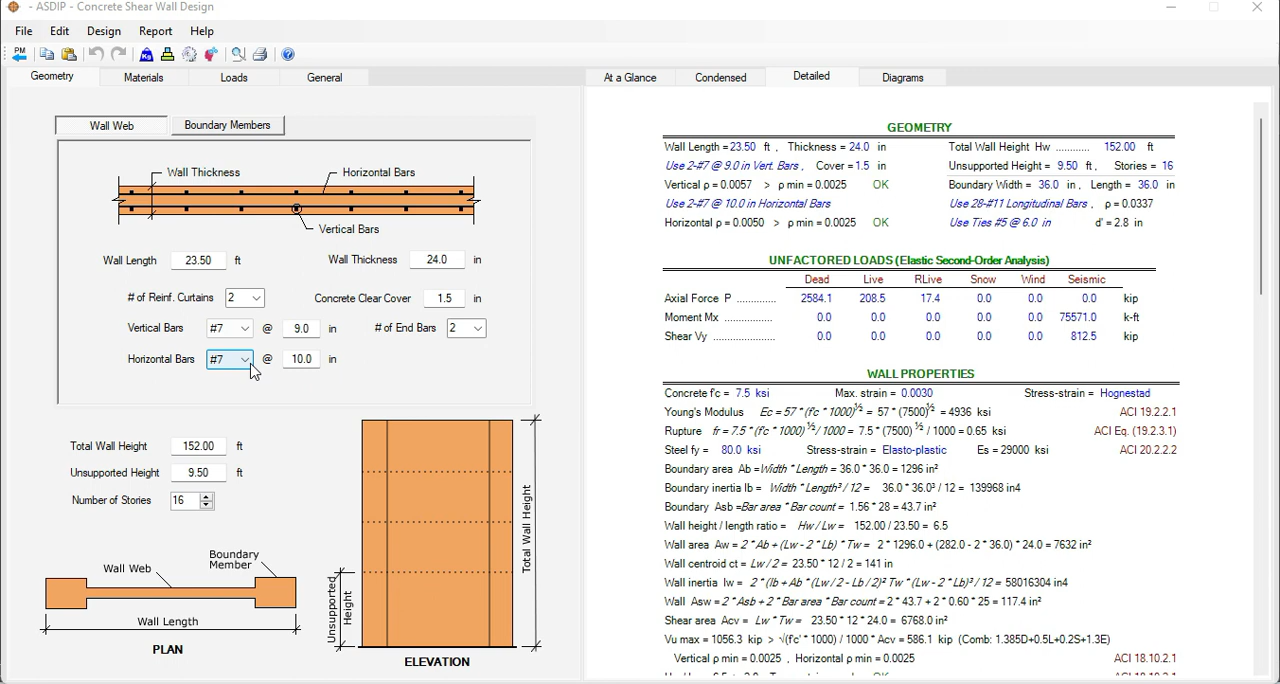 - ASDIP - Concrete Shear Wall Design
File Edit Design Report Help
PM
Kg
Geometry Materials Loads General
At a Glance Condensed Detailed Diagrams
Wall Web Boundary Members
Wall Thickness Horizontal Bars
Vertical Bars
Wall Length 23.50 ft Wall Thickness 24.0 in
# of Reinf. Curtains 2 Concrete Clear Cover 1.5 in
Vertical Bars #7 @ 9.0 in # of End Bars 2
Horizontal Bars #7 @ 10.0 in
Total Wall Height 152.00 ft
Unsupported Height 9.50 ft
Number of Stories 16
Wall Web Boundary Member
Wall Length
PLAN
Unsupported Height
Total Wall Height
ELEVATION
GEOMETRY
Wall Length = 23.50 ft , Thickness = 24.0 in Total Wall Height Hw ............ 152.00 ft
Use 2-#7 @ 9.0 in Vert. Bars , Cover = 1.5 in Unsupported Height = 9.50 ft , Stories = 16
Vertical ρ = 0.0057 > ρ min = 0.0025 OK Boundary Width = 36.0 in , Length = 36.0 in
Use 2-#7 @ 10.0 in Horizontal Bars Use 28-#11 Longitudinal Bars , ρ = 0.0337
Horizontal ρ = 0.0050 > ρ min = 0.0025 OK Use Ties #5 @ 6.0 in d' = 2.8 in
UNFACTORED LOADS (Elastic Second-Order Analysis)
Dead Live RLive Snow Wind Seismic
Axial Force P ............. 2584.1 208.5 17.4 0.0 0.0 0.0 kip
Moment Mx ................. 0.0 0.0 0.0 0.0 0.0 75571.0 k-ft
Shear Vy ....................... 0.0 0.0 0.0 0.0 0.0 812.5 kip
WALL PROPERTIES
Concrete f'c = 7.5 ksi Max. strain = 0.0030 Stress-strain = Hognestad
Young's Modulus Ec = 57 * (f'c * 1000)^½ = 57 * (7500)^½ = 4936 ksi ACI 19.2.2.1
Rupture fr = 7.5 * (f'c * 1000)^½ / 1000 = 7.5 * (7500)^½ / 1000 = 0.65 ksi ACI Eq. (19.2.3.1)
Steel fy = 80.0 ksi Stress-strain = Elasto-plastic Es = 29000 ksi ACI 20.2.2.2
Boundary area Ab = Width * Length = 36.0 * 36.0 = 1296 in²
Boundary inertia Ib = Width * Length³ / 12 = 36.0 * 36.0³ / 12 = 139968 in4
Boundary Asb = Bar area * Bar count = 1.56 * 28 = 43.7 in²
Wall height / length ratio = Hw / Lw = 152.00 / 23.50 = 6.5
Wall area Aw = 2 * Ab + (Lw - 2 * Lb) * Tw = 2 * 1296.0 + (282.0 - 2 * 36.0) * 24.0 = 7632 in²
Wall centroid ct = Lw / 2 = 23.50 * 12 / 2 = 141 in
Wall inertia Iw = 2 * (Ib + Ab * (Lw / 2 - Lb / 2)² Tw * (Lw - 2 * Lb)³ / 12 = 58016304 in4
Wall Asw = 2 * Asb + 2 * Bar area * Bar count = 2 * 43.7 + 2 * 0.60 * 25 = 117.4 in²
Shear area Acv = Lw * Tw = 23.50 * 12 * 24.0 = 6768.0 in²
Vu max = 1056.3 kip > √(f'c * 1000) / 1000 * Acv = 586.1 kip (Comb: 1.385D+0.5L+0.2S+1.3E)
Vertical ρ min = 0.0025 , Horizontal ρ min = 0.0025 ACI 18.10.2.1